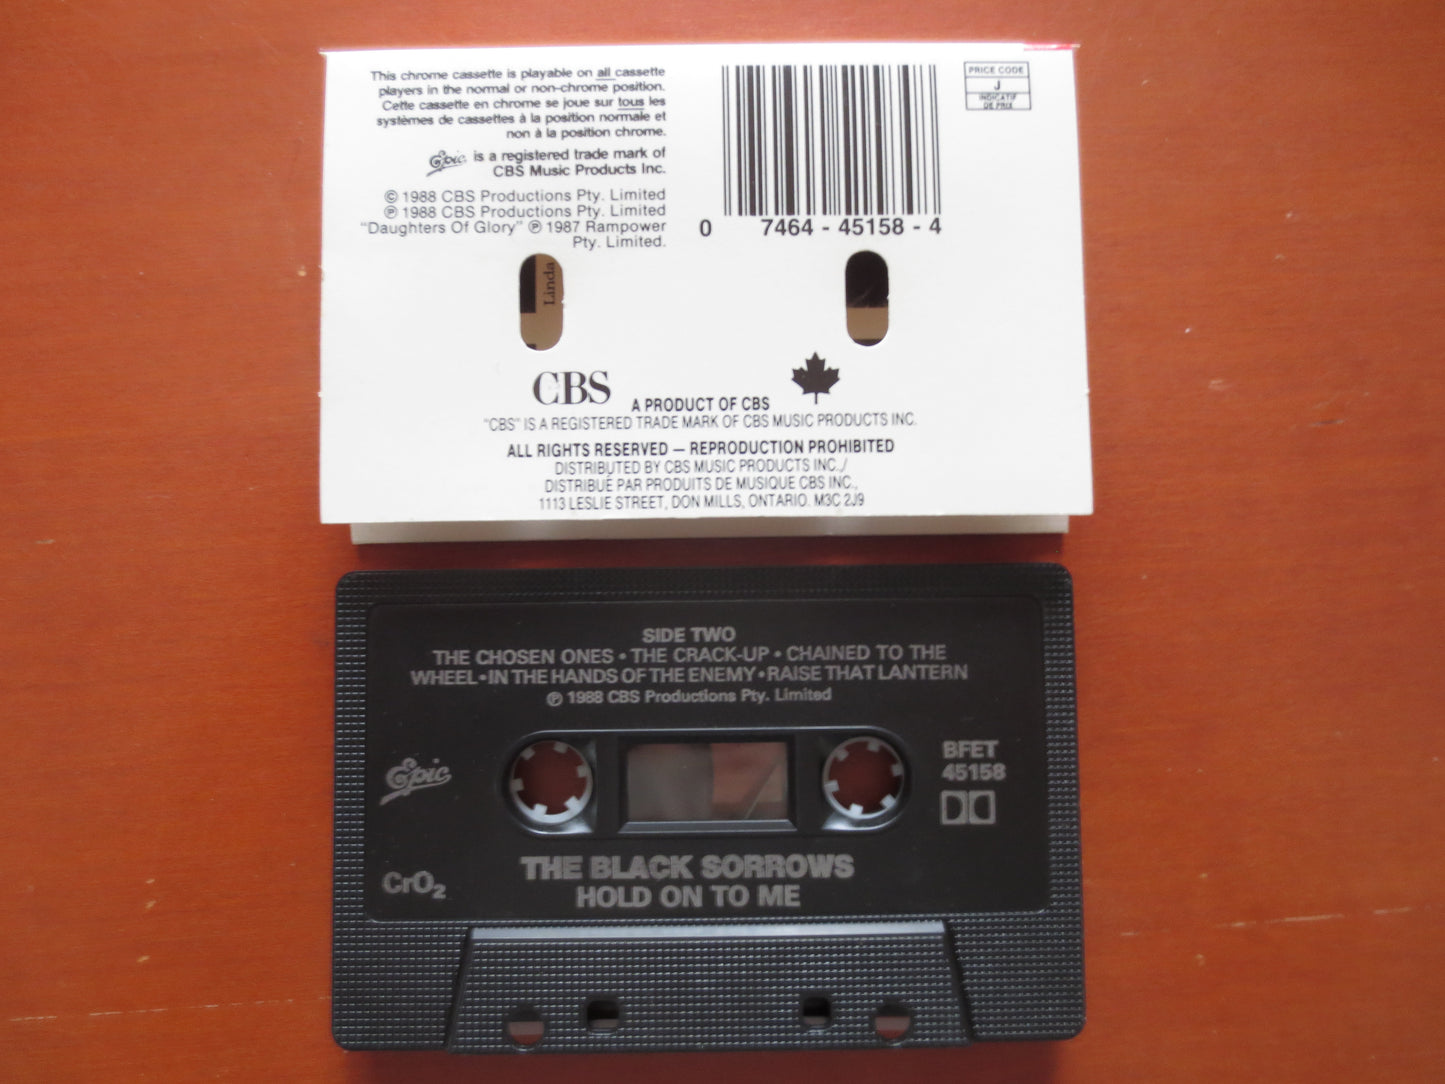 This chrome cassette is playable on all cassette
players in the normal or non-chrome position.
Cette cassette en chrome se joue sur tous les
systèmes de cassettes à la position normale et
non à la position chrome.
Epic is a registered trade mark of
CBS Music Products Inc.
© 1988 CBS Productions Pty. Limited
℗ 1988 CBS Productions Pty. Limited
"Daughters Of Glory" ℗ 1987 Rampower
Pty. Limited.
0 7464 - 45158 - 4
PRICE CODE
J
INDICATIF
DE PRIX
Linda
CBS A PRODUCT OF CBS
"CBS" IS A REGISTERED TRADE MARK OF CBS MUSIC PRODUCTS INC.
ALL RIGHTS RESERVED — REPRODUCTION PROHIBITED
DISTRIBUTED BY CBS MUSIC PRODUCTS INC./
DISTRIBUÉ PAR PRODUITS DE MUSIQUE CBS INC.,
1113 LESLIE STREET, DON MILLS, ONTARIO. M3C 2J9
SIDE TWO
THE CHOSEN ONES • THE CRACK-UP • CHAINED TO THE
WHEEL • IN THE HANDS OF THE ENEMY • RAISE THAT LANTERN
℗ 1988 CBS Productions Pty. Limited
Epic
BFET
45158
CrO₂
THE BLACK SORROWS
HOLD ON TO ME